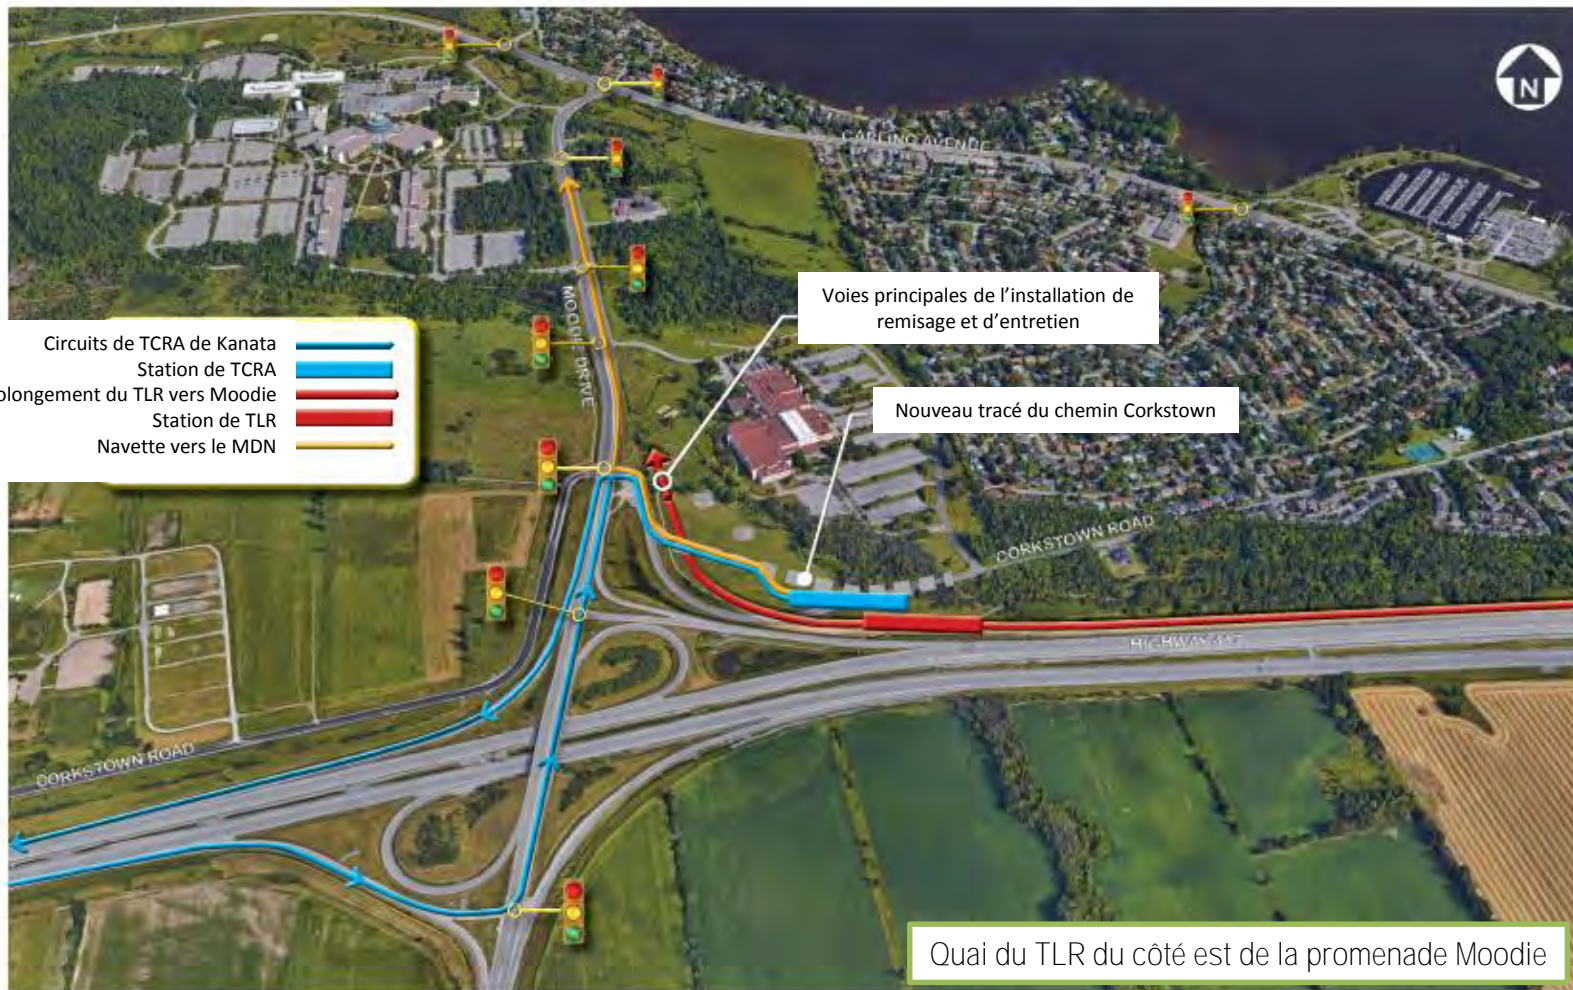 N
CARLING AVENUE
Voies principales de l’installation de
remisage et d’entretien
MOODIE DRIVE
Circuits de TCRA de Kanata
Station de TCRA
olongement du TLR vers Moodie
Station de TLR
Navette vers le MDN
Nouveau tracé du chemin Corkstown
CORKSTOWN ROAD
HIGHWAY 417
CORKSTOWN ROAD
Quai du TLR du côté est de la promenade Moodie